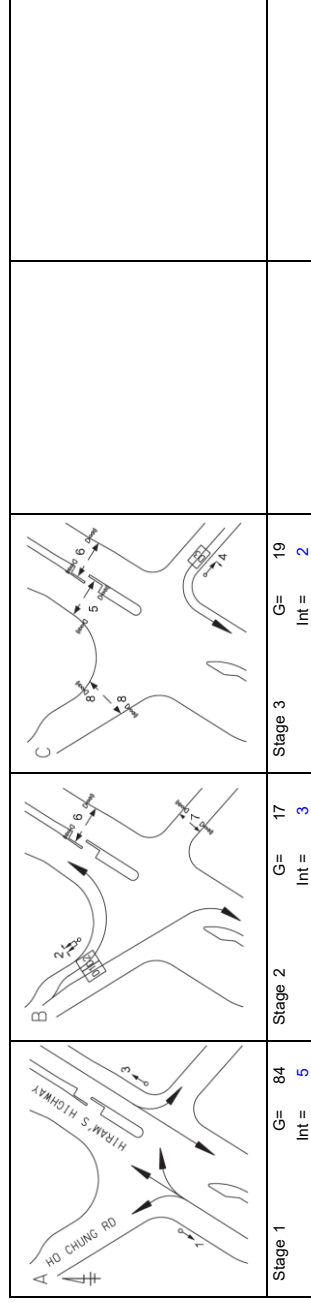 A
HO CHUNG RD
HIRAM'S HIGHWAY
1
3
Stage 1 G= 84
Int = 5
B
2
6
7
Stage 2 G= 17
Int = 3
C
5
6
8
8
4
Stage 3 G= 19
Int = 2